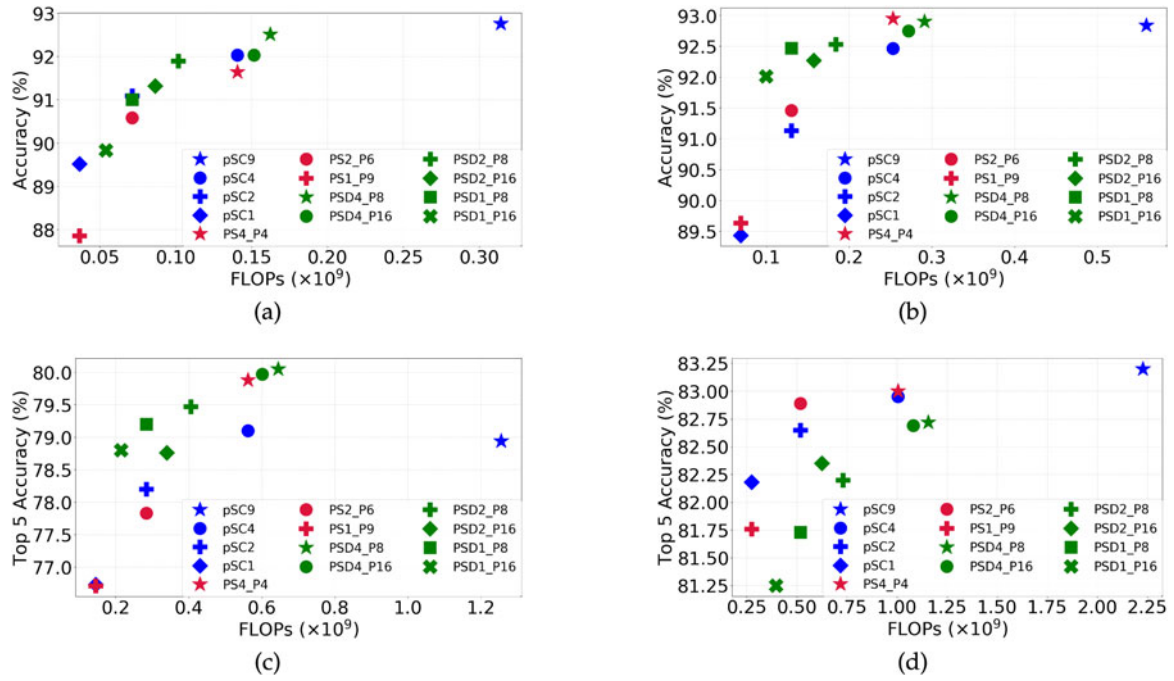 93
92
91
90
89
88
Accuracy (%)
pSC9 PS2_P6 PSD2_P8
pSC4 PS1_P9 PSD2_P16
pSC2 PSD4_P8 PSD1_P8
pSC1 PSD4_P16 PSD1_P16
PS4_P4
0.05 0.10 0.15 0.20 0.25 0.30
FLOPs (×10⁹)
(a)
93.0
92.5
92.0
91.5
91.0
90.5
90.0
89.5
Accuracy (%)
pSC9 PS2_P6 PSD2_P8
pSC4 PS1_P9 PSD2_P16
pSC2 PSD4_P8 PSD1_P8
pSC1 PSD4_P16 PSD1_P16
PS4_P4
0.1 0.2 0.3 0.4 0.5
FLOPs (×10⁹)
(b)
80.0
79.5
79.0
78.5
78.0
77.5
77.0
Top 5 Accuracy (%)
pSC9 PS2_P6 PSD2_P8
pSC4 PS1_P9 PSD2_P16
pSC2 PSD4_P8 PSD1_P8
pSC1 PSD4_P16 PSD1_P16
PS4_P4
0.2 0.4 0.6 0.8 1.0 1.2
FLOPs (×10⁹)
(c)
83.25
83.00
82.75
82.50
82.25
82.00
81.75
81.50
81.25
Top 5 Accuracy (%)
pSC9 PS2_P6 PSD2_P8
pSC4 PS1_P9 PSD2_P16
pSC2 PSD4_P8 PSD1_P8
pSC1 PSD4_P16 PSD1_P16
PS4_P4
0.25 0.50 0.75 1.00 1.25 1.50 1.75 2.00 2.25
FLOPs (×10⁹)
(d)